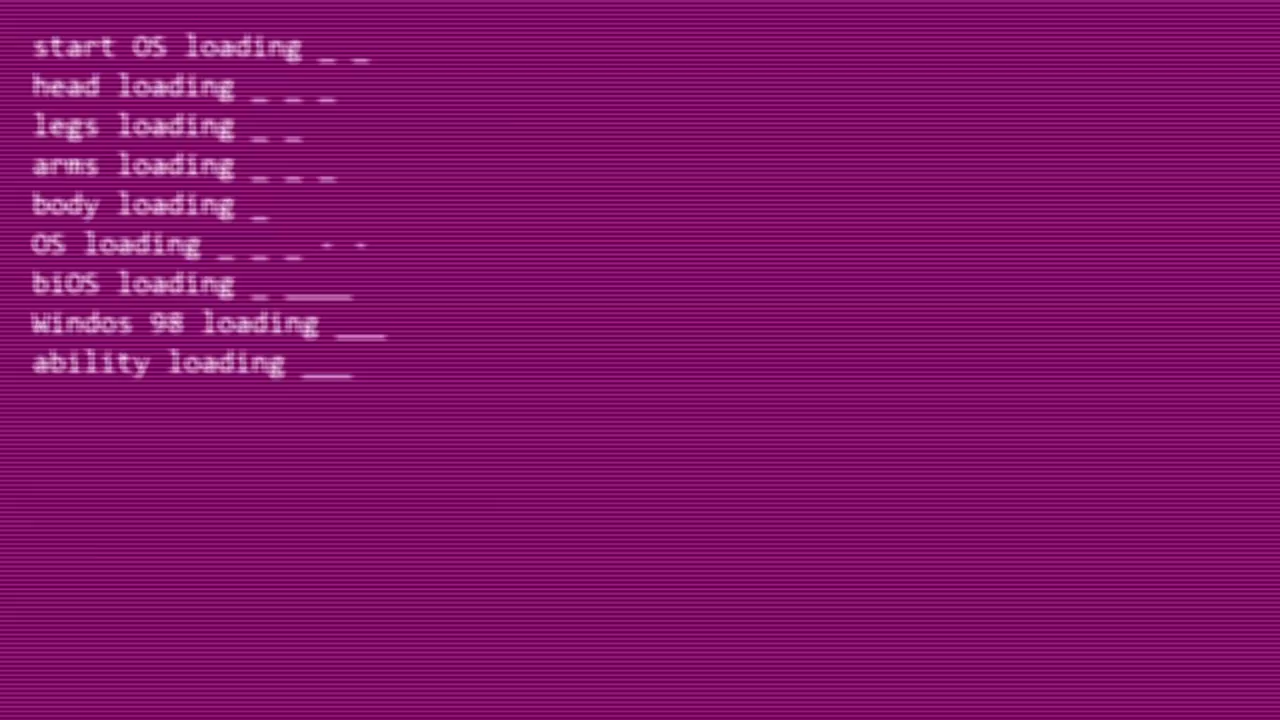 start OS loading _ _
head loading _ _ _
legs loading _ _
arms loading _ _ _
body loading _
OS loading _ _ _ - -
biOS loading _ ____
Windos 98 loading ___
ability loading ___